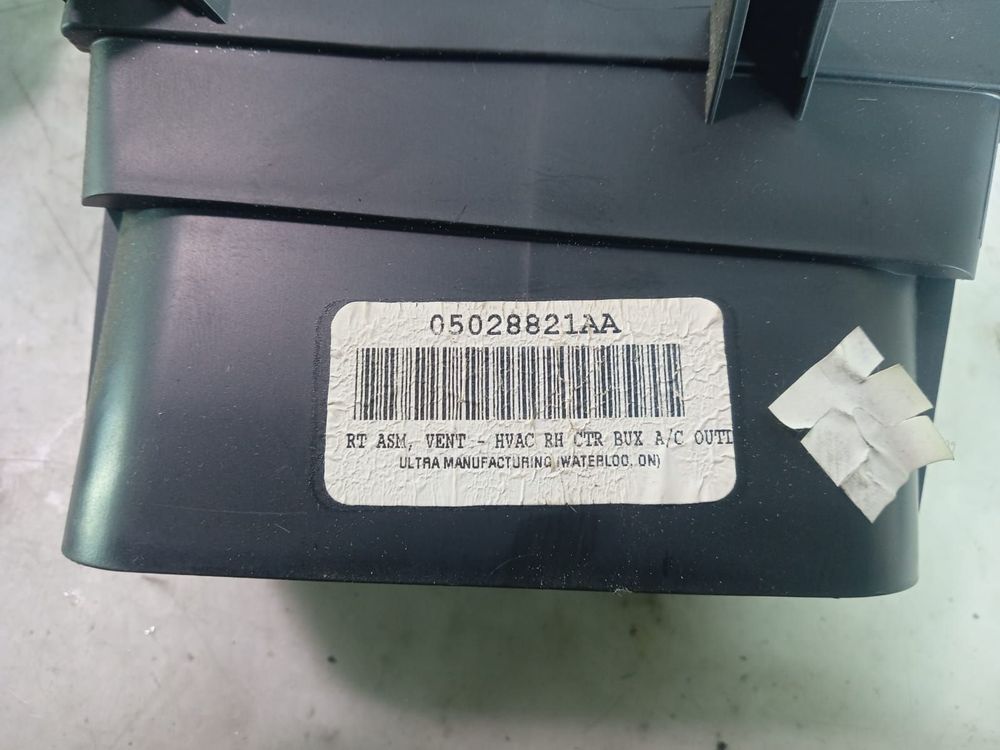 05028821AA
RT ASM, VENT - HVAC RH CTR BUX A/C OUTL
ULTRA MANUFACTURING (WATERLOO, ON)